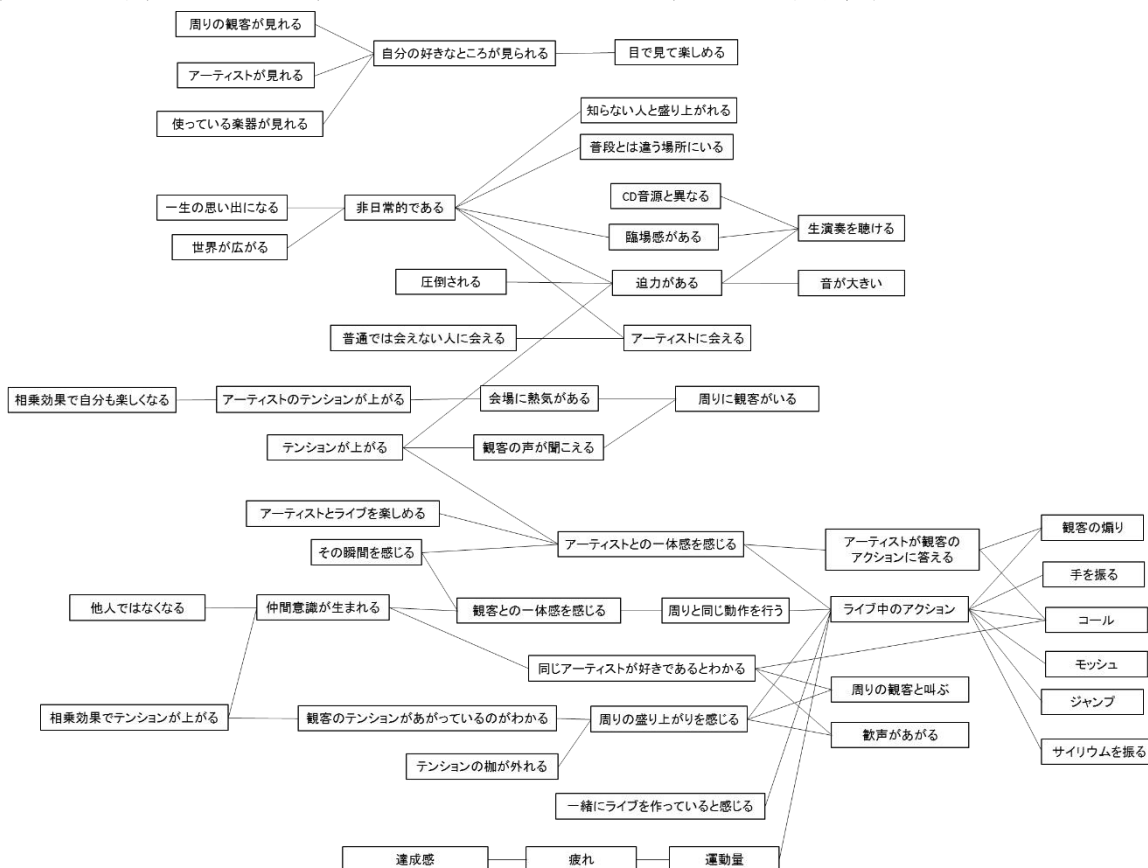 周りの観客が見れる
自分の好きなところが見られる
目で見て楽しめる
アーティストが見れる
使っている楽器が見れる
知らない人と盛り上がれる
普段とは違う場所にいる
CD音源と異なる
一生の思い出になる
非日常的である
臨場感がある
生演奏を聴ける
世界が広がる
圧倒される
迫力がある
音が大きい
普通では会えない人に会える
アーティストに会える
相乗効果で自分も楽しくなる
アーティストのテンションが上がる
会場に熱気がある
周りに観客がいる
テンションが上がる
観客の声が聞こえる
アーティストとライブを楽しめる
その瞬間を感じる
アーティストとの一体感を感じる
アーティストが観客の
アクションに答える
観客の煽り
手を振る
他人ではなくなる
仲間意識が生まれる
観客との一体感を感じる
周りと同じ動作を行う
ライブ中のアクション
コール
同じアーティストが好きであるとわかる
モッシュ
周りの観客と叫ぶ
ジャンプ
相乗効果でテンションが上がる
観客のテンションがあがっているのがわかる
周りの盛り上がりを感じる
歓声があがる
サイリウムを振る
テンションの枷が外れる
一緒にライブを作っていると感じる
達成感
疲れ
運動量